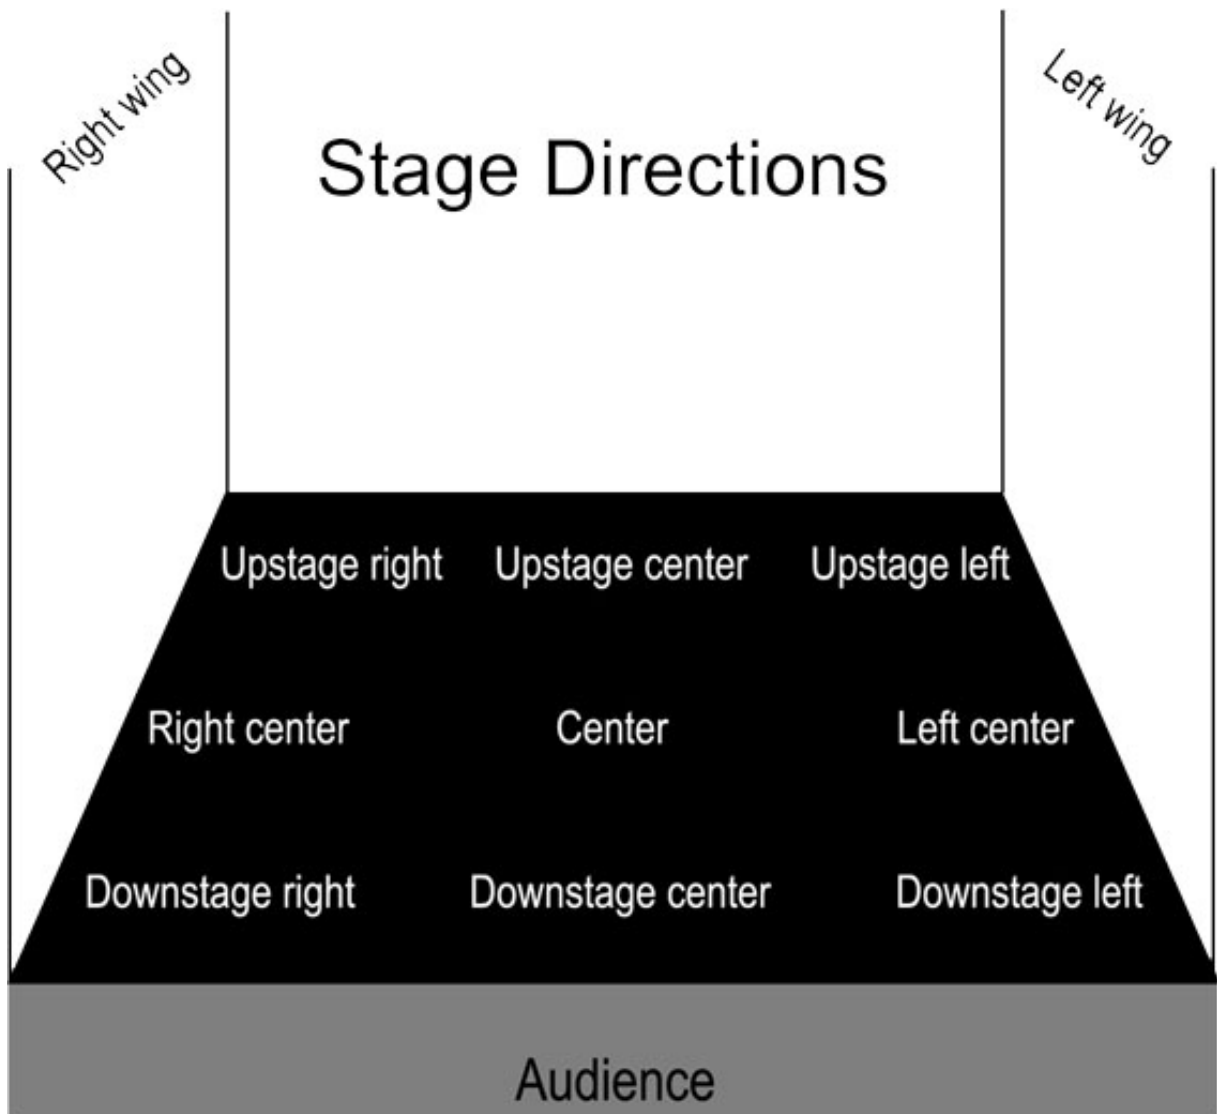 Right wing
Left wing
Stage Directions
Upstage right Upstage center Upstage left
Right center Center Left center
Downstage right Downstage center Downstage left
Audience